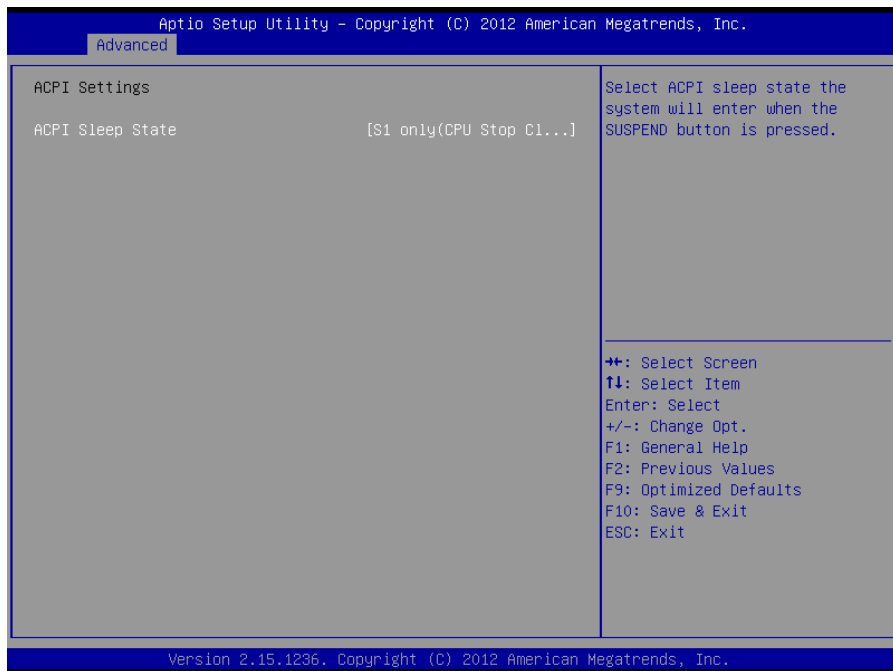 Aptio Setup Utility – Copyright (C) 2012 American Megatrends, Inc.
Advanced
ACPI Settings
ACPI Sleep State [S1 only(CPU Stop Cl...]
Select ACPI sleep state the
system will enter when the
SUSPEND button is pressed.
→←: Select Screen
↑↓: Select Item
Enter: Select
+/-: Change Opt.
F1: General Help
F2: Previous Values
F9: Optimized Defaults
F10: Save & Exit
ESC: Exit
Version 2.15.1236. Copyright (C) 2012 American Megatrends, Inc.